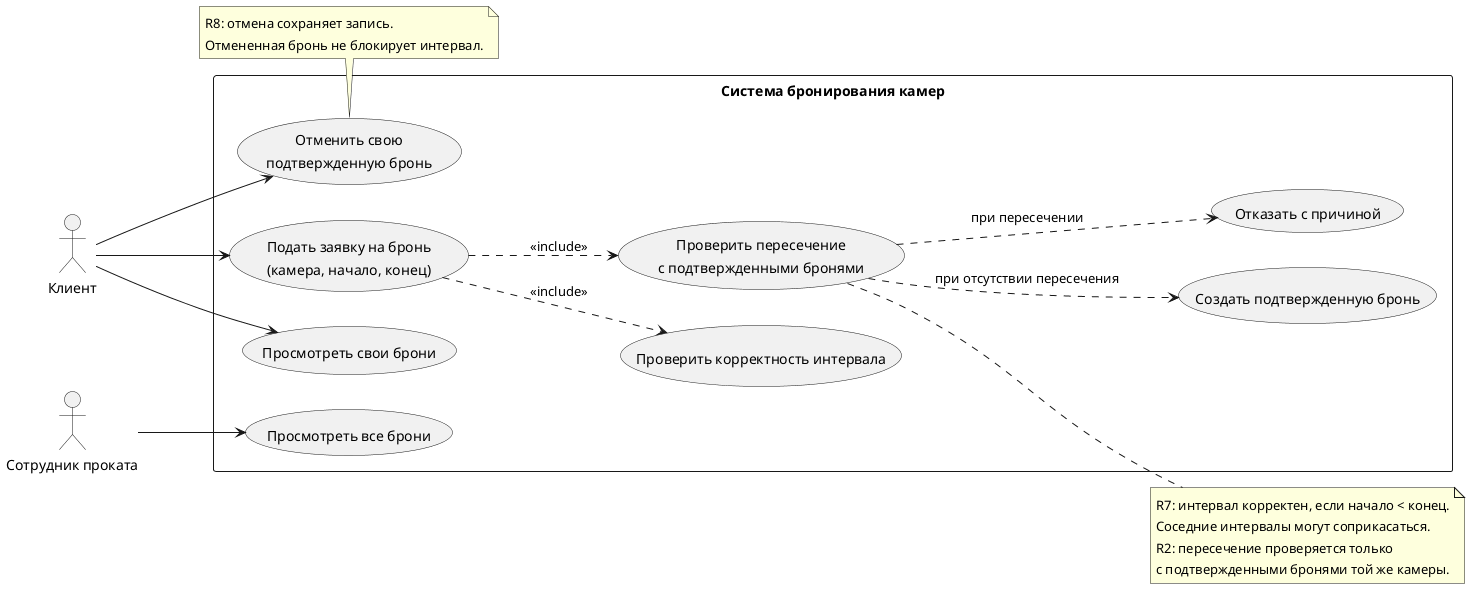 R8: отмена сохраняет запись.
Отмененная бронь не блокирует интервал.
Система бронирования камер
Отменить свою
подтвержденную бронь
Клиент
Подать заявку на бронь
(камера, начало, конец)
«include»
«include»
Проверить пересечение
с подтвержденными бронями
при пересечении
Отказать с причиной
при отсутствии пересечения
Создать подтвержденную бронь
Просмотреть свои брони
Проверить корректность интервала
Сотрудник проката
Просмотреть все брони
R7: интервал корректен, если начало < конец.
Соседние интервалы могут соприкасаться.
R2: пересечение проверяется только
с подтвержденными бронями той же камеры.